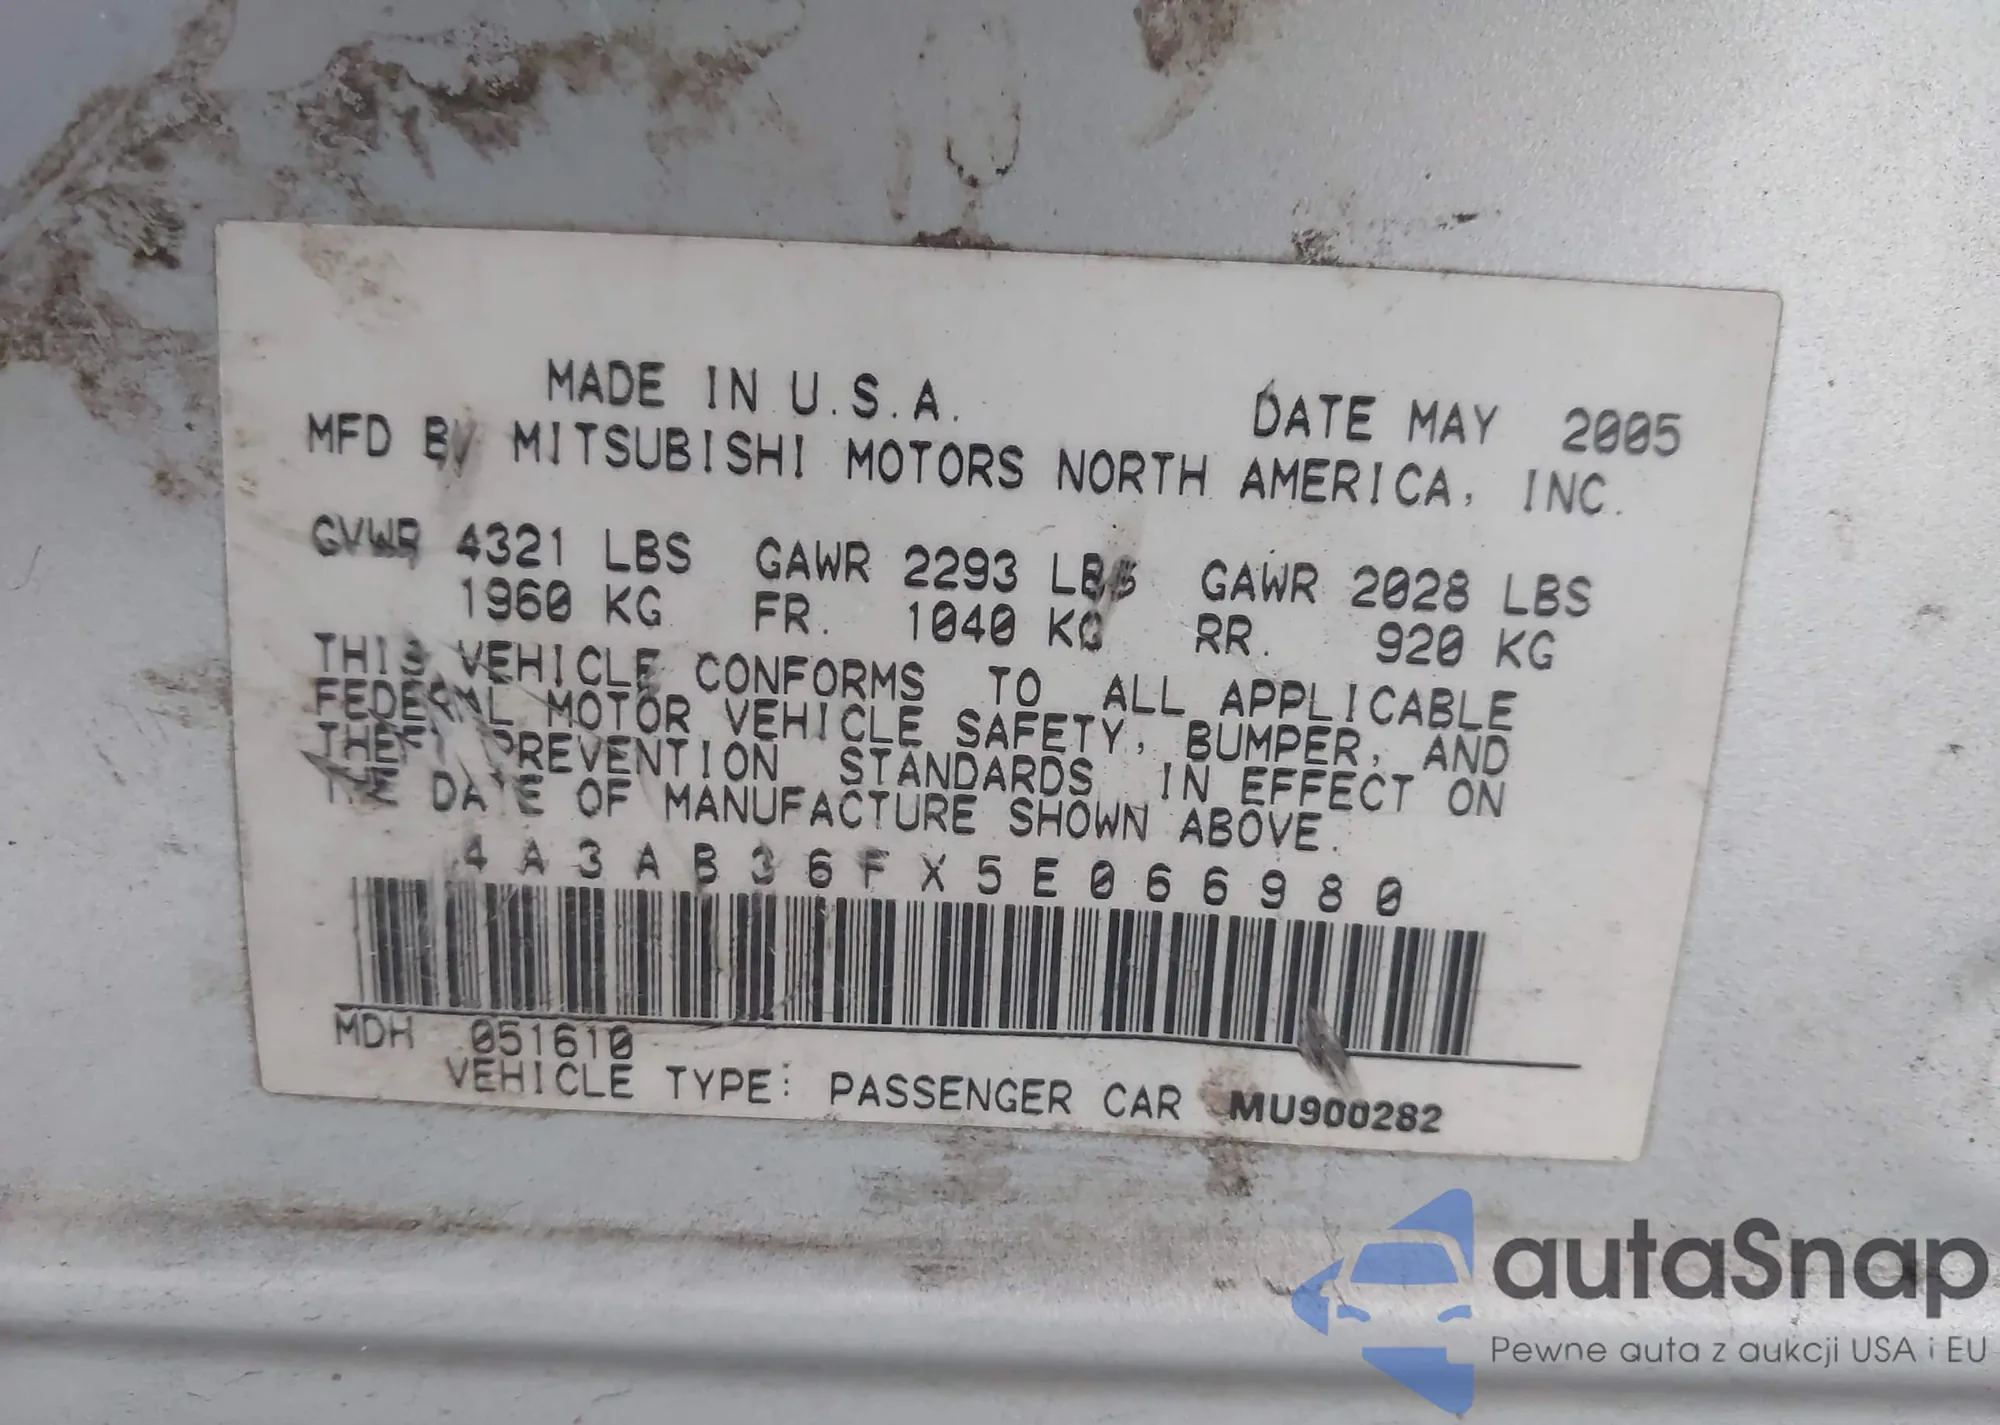 MADE IN U.S.A. DATE MAY 2005
MFD BY MITSUBISHI MOTORS NORTH AMERICA, INC.
GVWR 4321 LBS GAWR 2293 LBS GAWR 2028 LBS
1960 KG FR. 1040 KG RR. 920 KG
THIS VEHICLE CONFORMS TO ALL APPLICABLE
FEDERAL MOTOR VEHICLE SAFETY, BUMPER, AND
THEFT PREVENTION STANDARDS IN EFFECT ON
THE DATE OF MANUFACTURE SHOWN ABOVE.
4A3AB36FX5E066980
MDH 051610
VEHICLE TYPE: PASSENGER CAR MU900282
autaSnap
Pewne auta z aukcji USA i EU